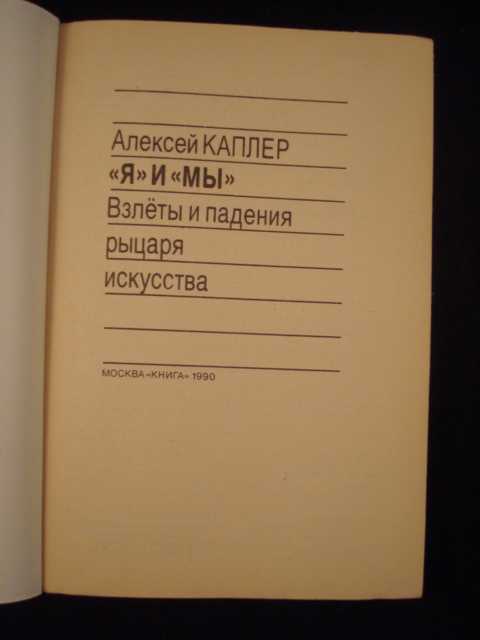 Алексей КАПЛЕР
«Я» И «МЫ»
Взлёты и падения
рыцаря
искусства
МОСКВА «КНИГА» 1990